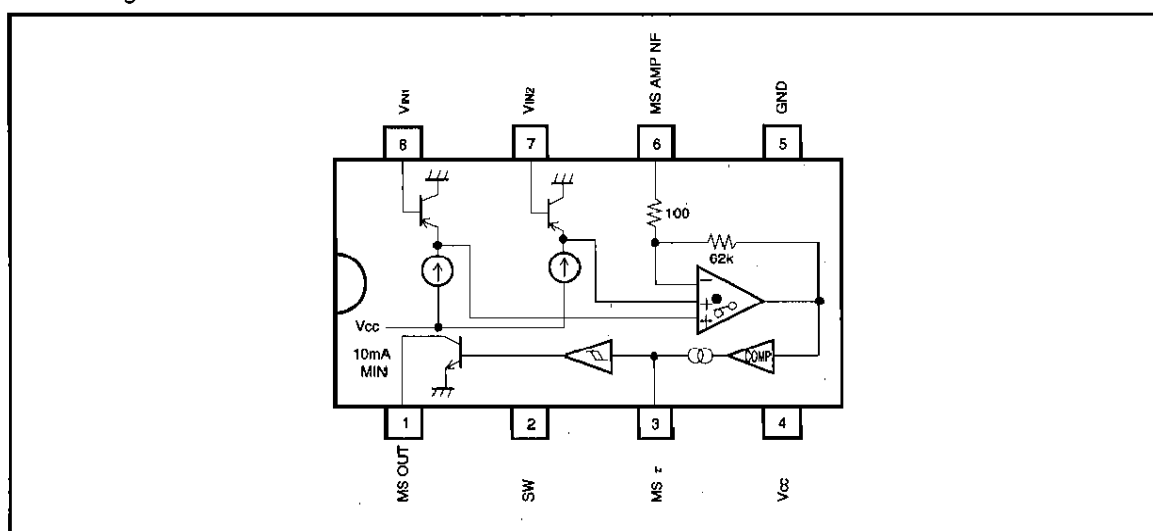 VIN1
VIN2
MS AMP NF
GND
8
7
6
5
100
62k
−
+
+
Vcc
10mA
MIN
COMP
1
2
3
4
MS OUT
SW
MS τ
Vcc